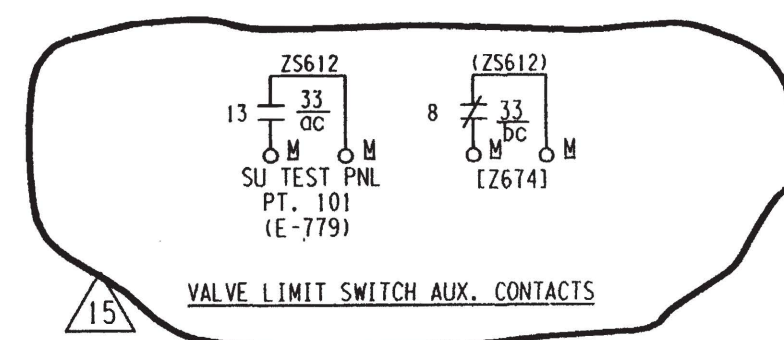 ZS612 (ZS612)
13 33/ac 8 33/bc
M M M M
SU TEST PNL [Z674]
PT. 101
(E-779)
VALVE LIMIT SWITCH AUX. CONTACTS
15